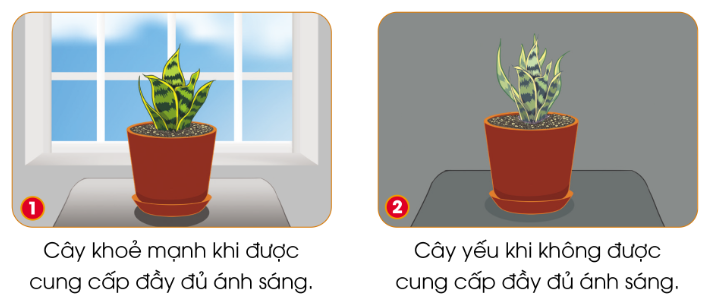 1
Cây khoẻ mạnh khi được
cung cấp đầy đủ ánh sáng.
2
Cây yếu khi không được
cung cấp đầy đủ ánh sáng.